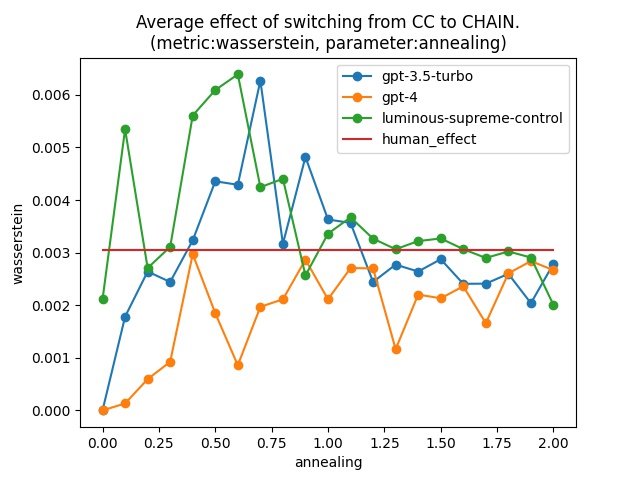 Average effect of switching from CC to CHAIN.
(metric:wasserstein, parameter:annealing)
gpt-3.5-turbo
gpt-4
luminous-supreme-control
human_effect
wasserstein
0.006
0.005
0.004
0.003
0.002
0.001
0.000
0.00 0.25 0.50 0.75 1.00 1.25 1.50 1.75 2.00
annealing